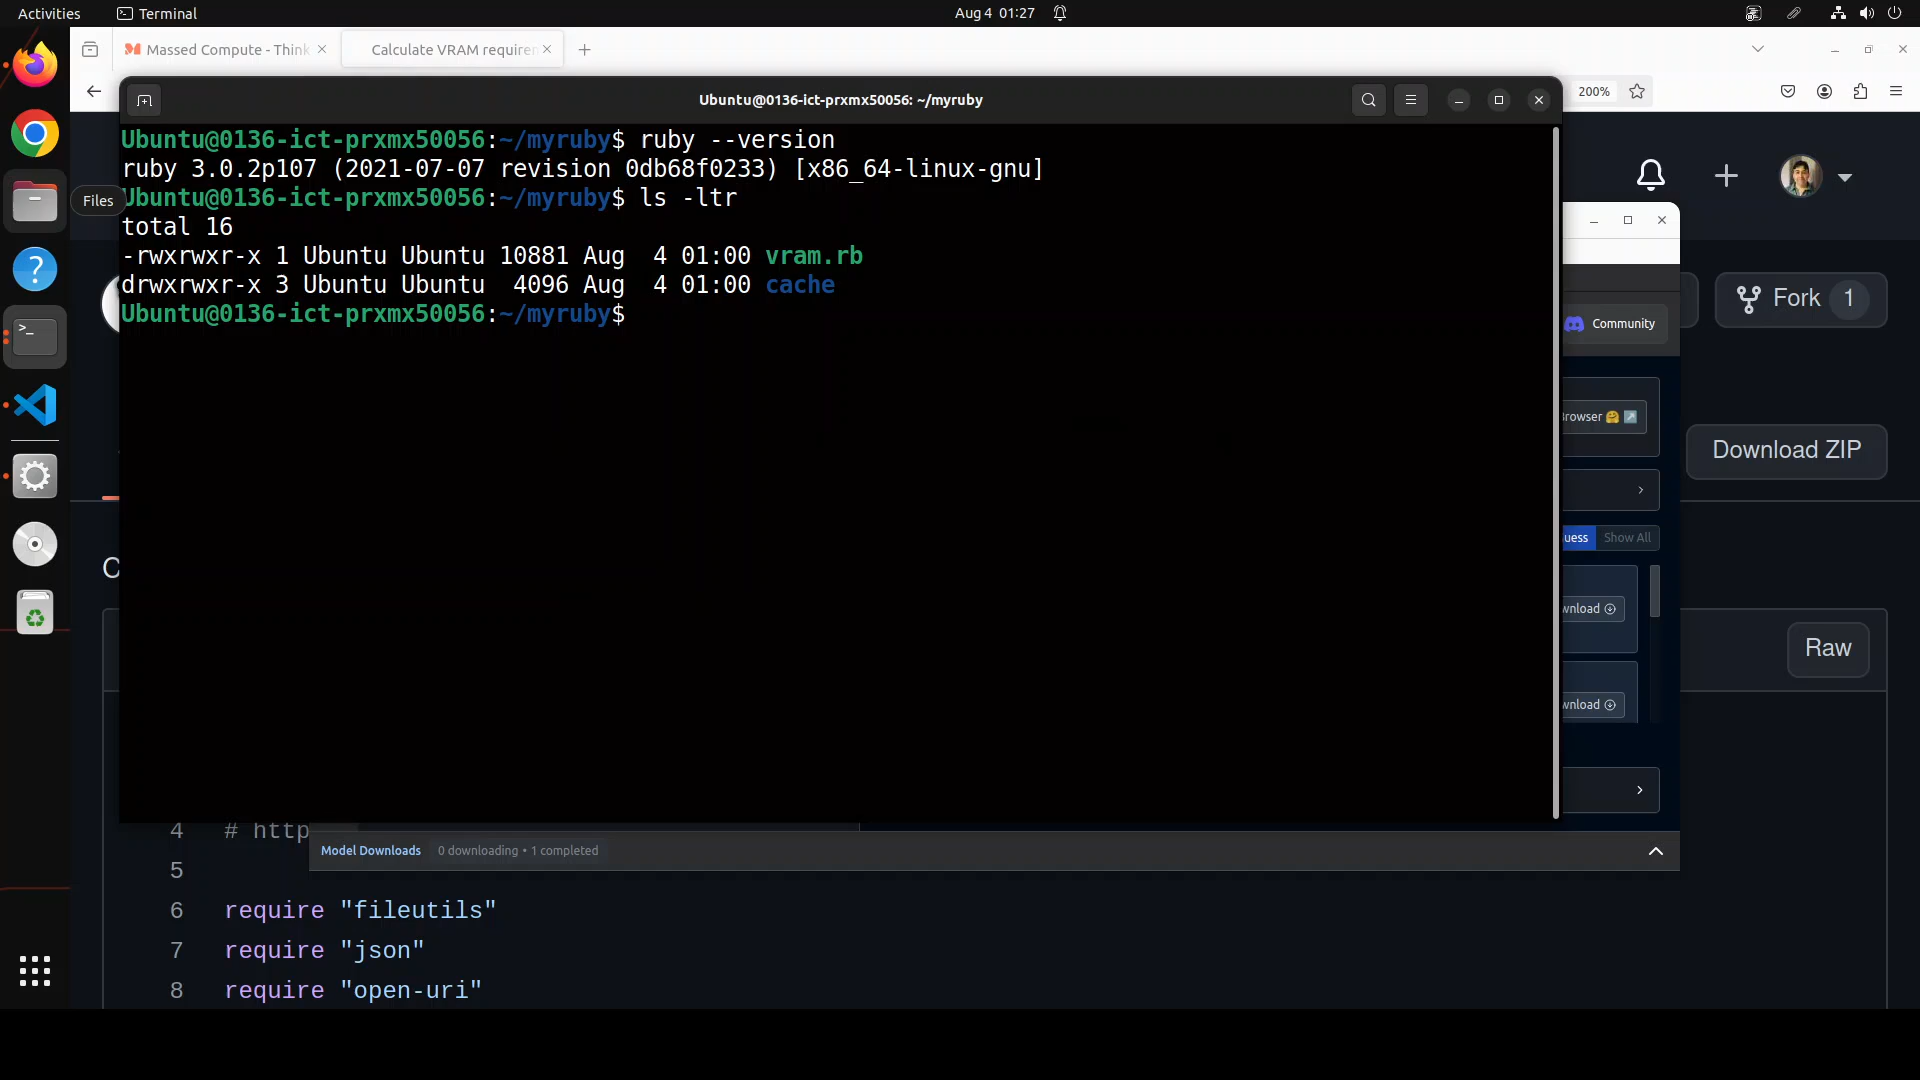 Activities
Terminal
Aug 4 01:27
Massed Compute - Think
Calculate VRAM requirem
200%
Ubuntu@0136-ict-prxmx50056: ~/myruby
Ubuntu@0136-ict-prxmx50056:~/myruby$ ruby --version
ruby 3.0.2p107 (2021-07-07 revision 0db68f0233) [x86_64-linux-gnu]
Ubuntu@0136-ict-prxmx50056:~/myruby$ ls -ltr
Files
total 16
-rwxrwxr-x 1 Ubuntu Ubuntu 10881 Aug  4 01:00 vram.rb
drwxrwxr-x 3 Ubuntu Ubuntu  4096 Aug  4 01:00 cache
Ubuntu@0136-ict-prxmx50056:~/myruby$
Fork 1
Community
Browser
Download ZIP
uess
Show All
wnload
Raw
wnload
4 # http
Model Downloads
0 downloading • 1 completed
5
6 require "fileutils"
7 require "json"
8 require "open-uri"